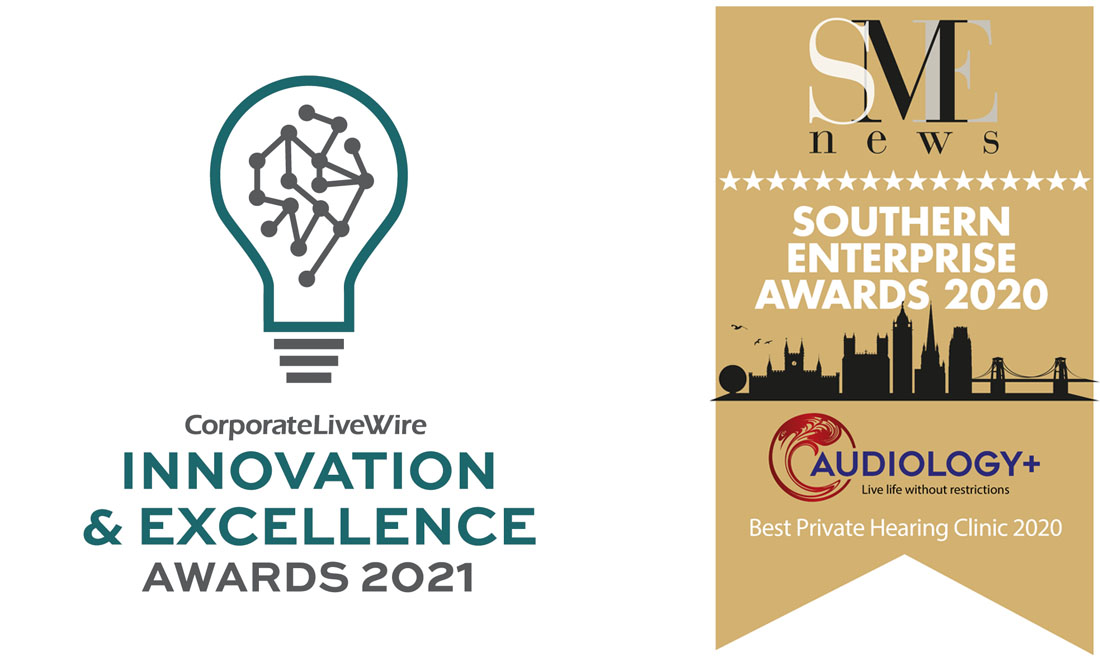 CorporateLiveWire
INNOVATION
& EXCELLENCE
AWARDS 2021
SME
news
SOUTHERN
ENTERPRISE
AWARDS 2020
AUDIOLOGY+
Live life without restrictions
Best Private Hearing Clinic 2020